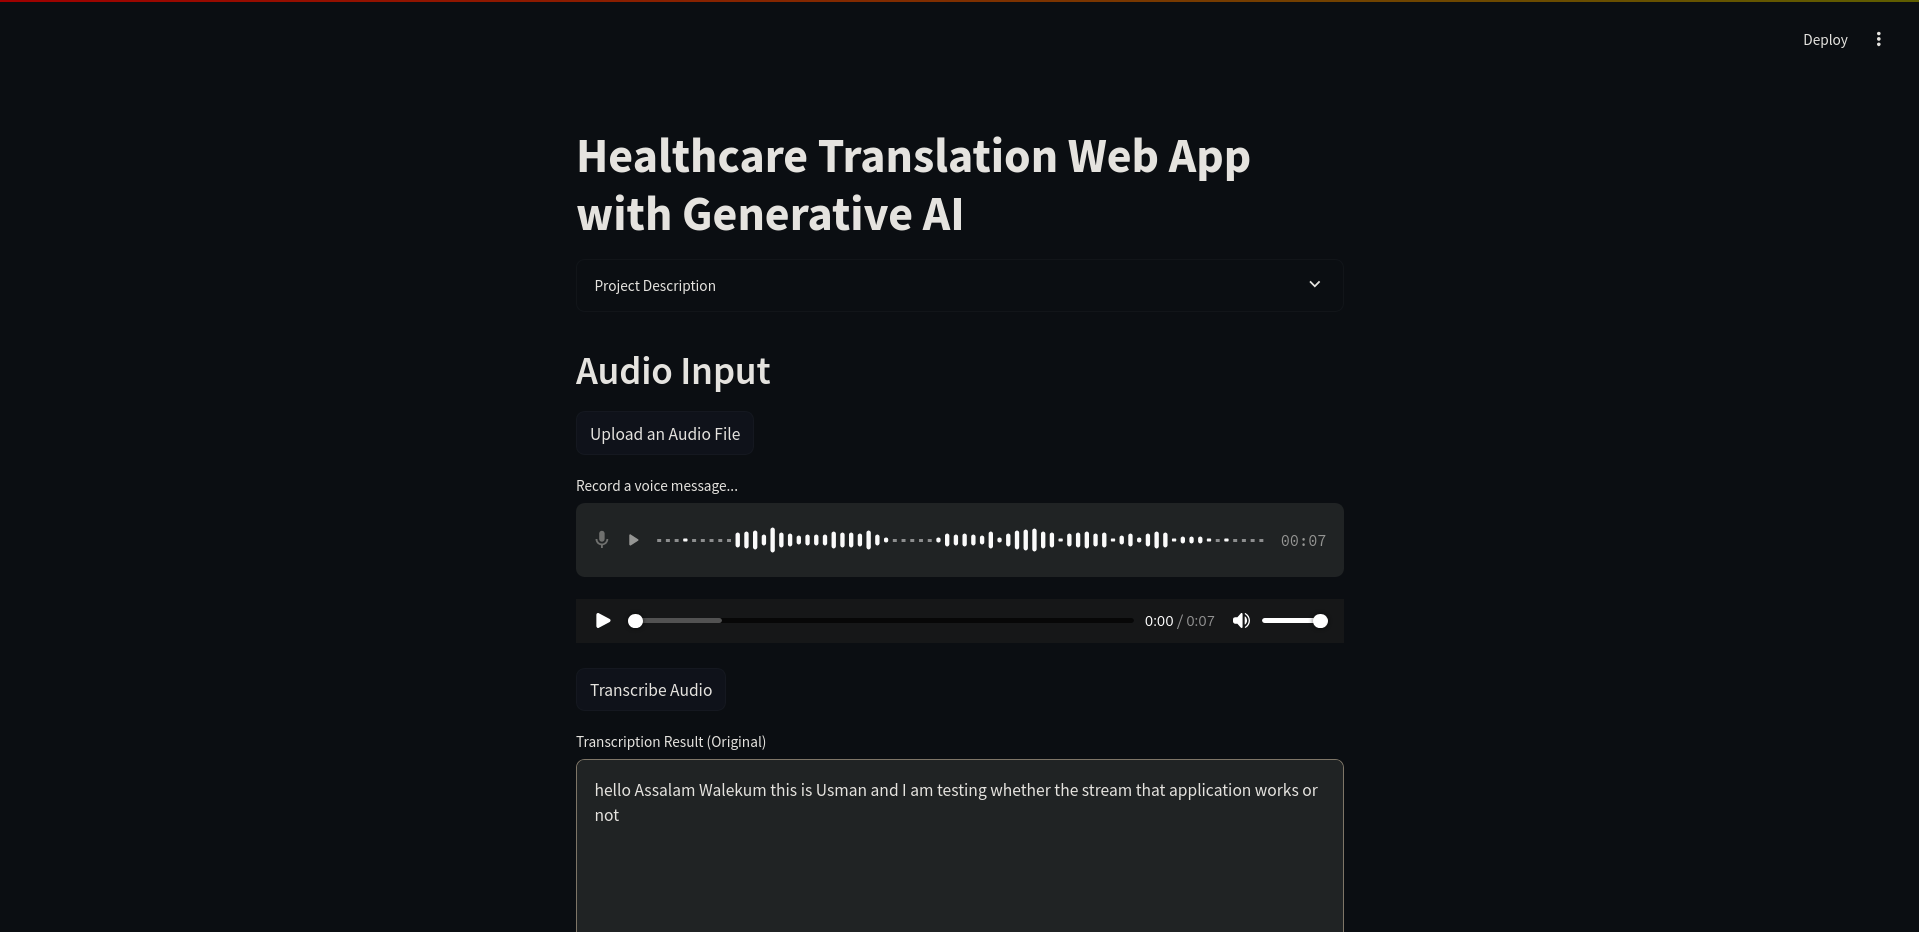 Deploy
Healthcare Translation Web App
with Generative AI
Project Description
Audio Input
Upload an Audio File
Record a voice message...
00:07
0:00 / 0:07
Transcribe Audio
Transcription Result (Original)
hello Assalam Walekum this is Usman and I am testing whether the stream that application works or
not